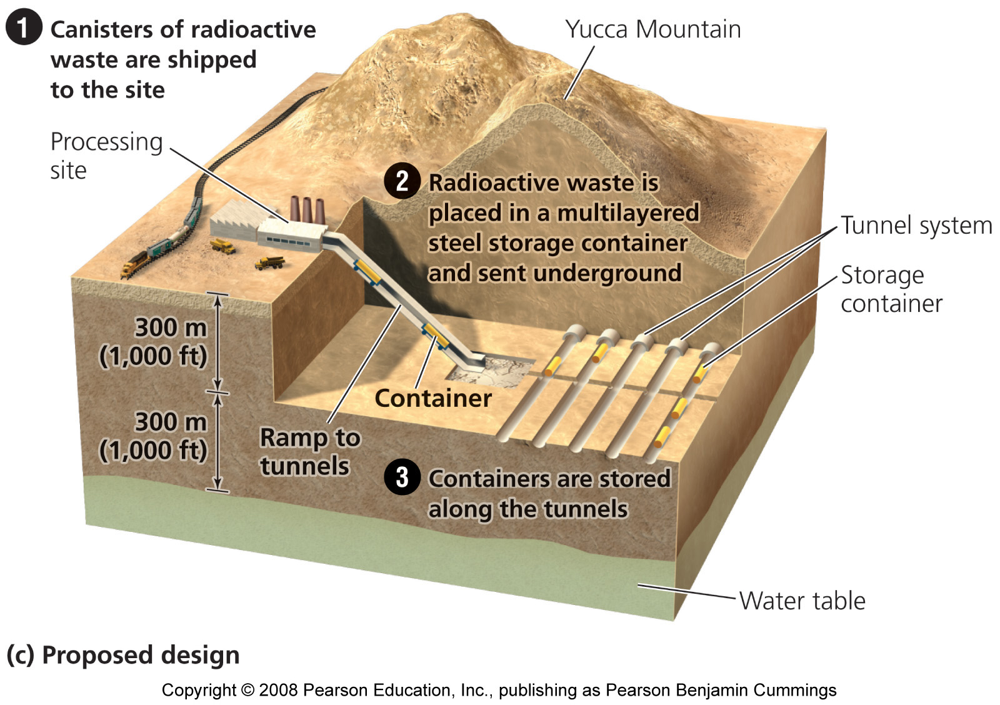 1 Canisters of radioactive
waste are shipped
to the site
Yucca Mountain
Processing
site
2 Radioactive waste is
placed in a multilayered
steel storage container
and sent underground
Tunnel system
Storage
container
300 m
(1,000 ft)
Container
300 m
(1,000 ft)
Ramp to
tunnels
3 Containers are stored
along the tunnels
Water table
(c) Proposed design
Copyright © 2008 Pearson Education, Inc., publishing as Pearson Benjamin Cummings